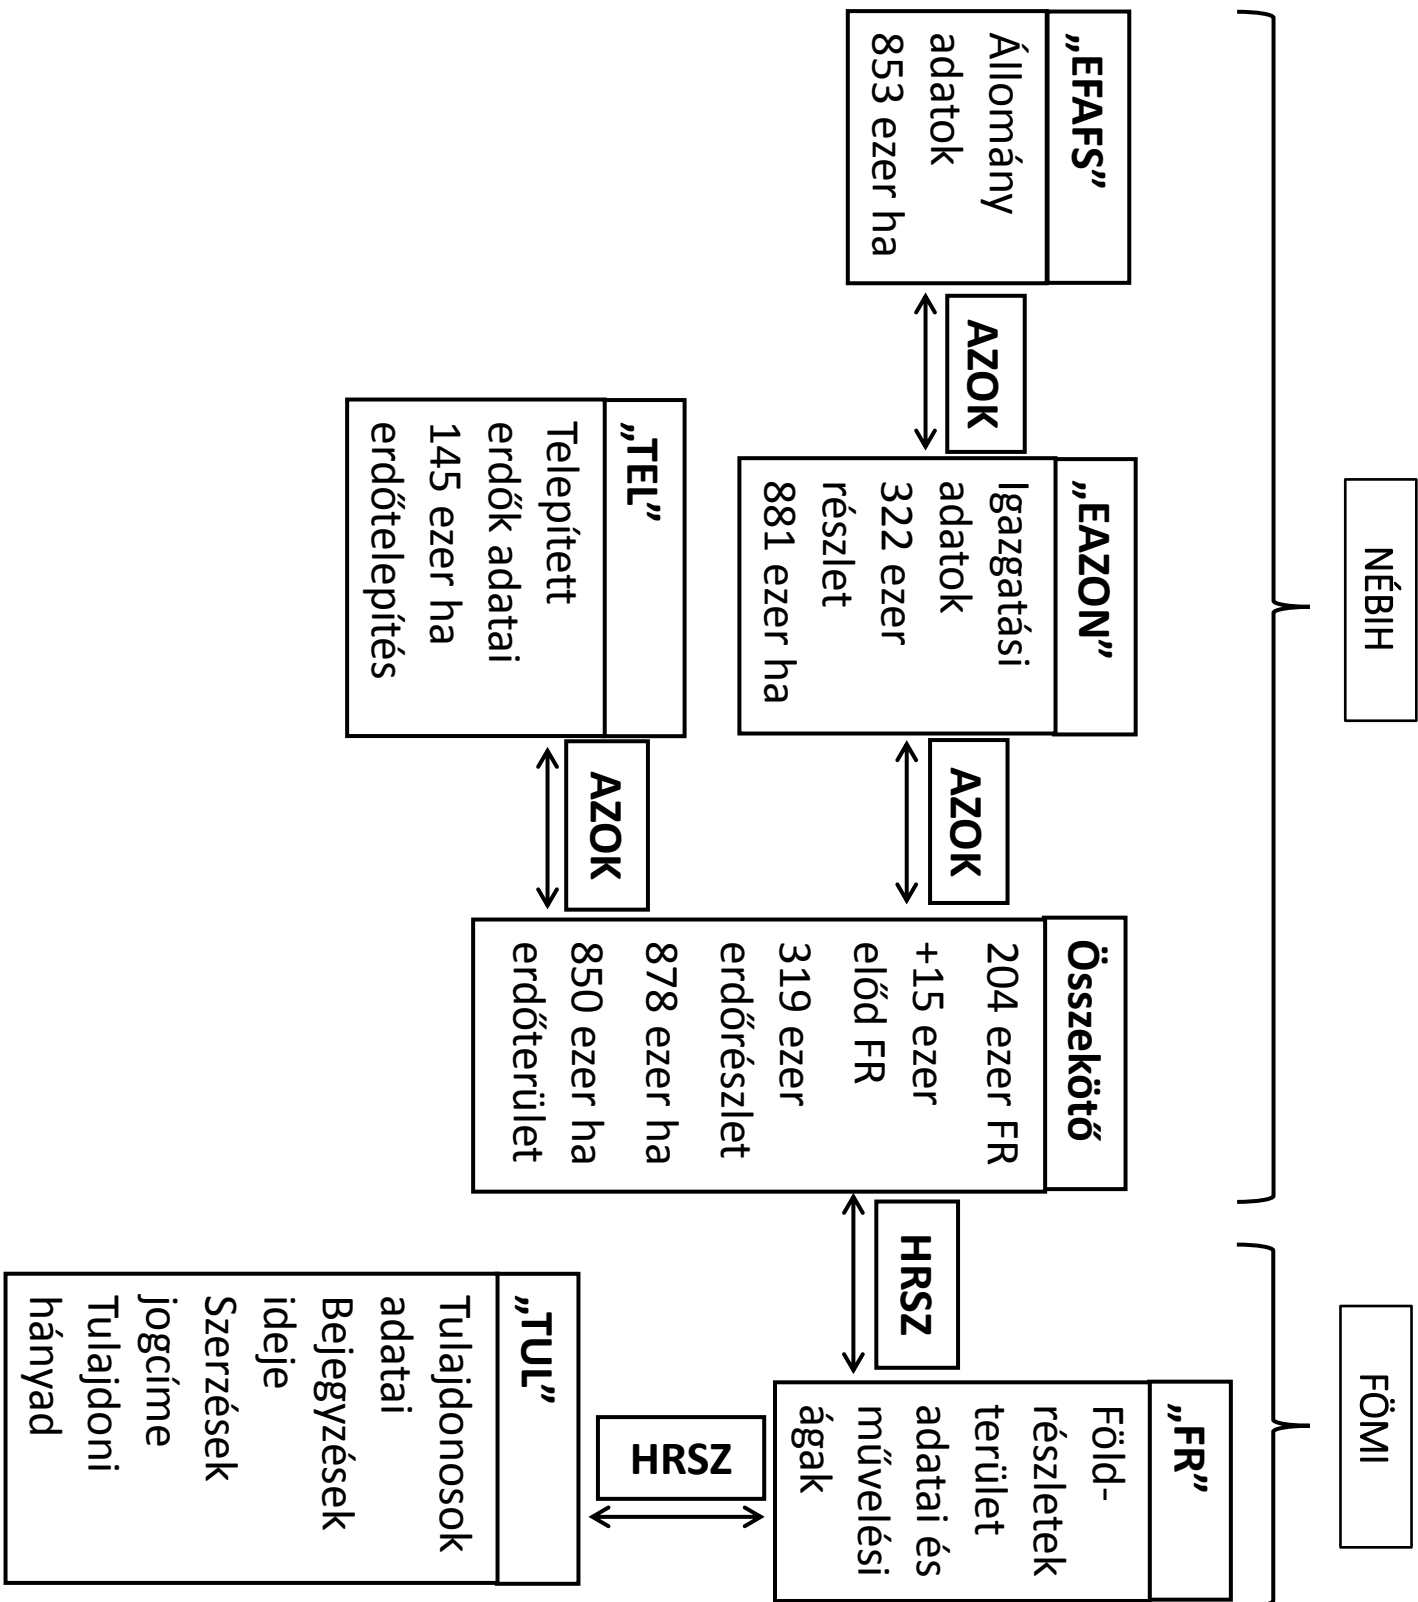 NÉBIH
FÖMI
„EFAFS”
Állomány
adatok
853 ezer ha
AZOK
„EAZON”
Igazgatási
adatok
322 ezer
részlet
881 ezer ha
AZOK
Összekötő
204 ezer FR
+15 ezer
előd FR
319 ezer
erdőrészlet
878 ezer ha
850 ezer ha
erdőterület
HRSZ
„FR”
Föld-
részletek
terület
adatai és
művelési
ágak
„TEL”
Telepített
erdők adatai
145 ezer ha
erdőtelepítés
AZOK
HRSZ
„TUL”
Tulajdonosok
adatai
Bejegyzések
ideje
Szerzések
jogcíme
Tulajdoni
hányad